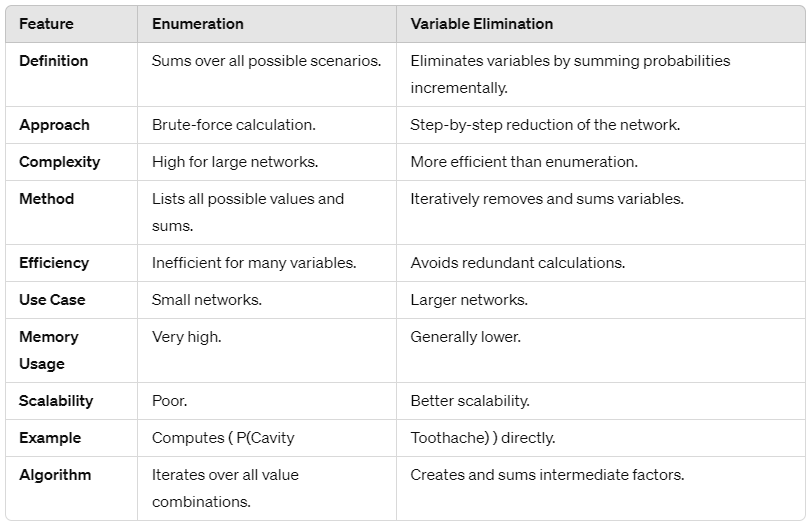 Feature Enumeration Variable Elimination
Definition Sums over all possible scenarios. Eliminates variables by summing probabilities
incrementally.
Approach Brute-force calculation. Step-by-step reduction of the network.
Complexity High for large networks. More efficient than enumeration.
Method Lists all possible values and Iteratively removes and sums variables.
sums.
Efficiency Inefficient for many variables. Avoids redundant calculations.
Use Case Small networks. Larger networks.
Memory Very high. Generally lower.
Usage
Scalability Poor. Better scalability.
Example Computes ( P(Cavity Toothache) ) directly.
Algorithm Iterates over all value Creates and sums intermediate factors.
combinations.